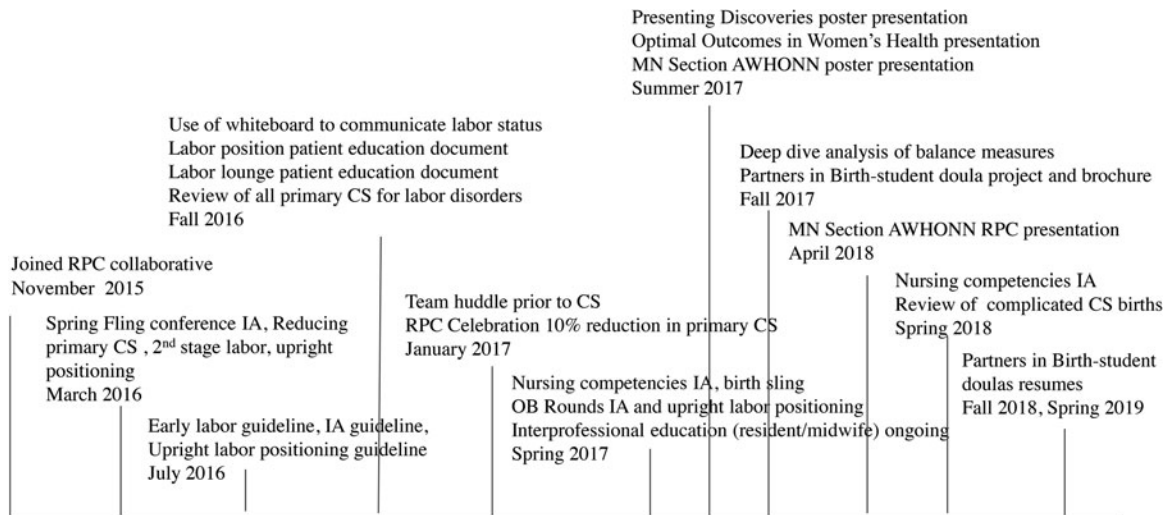 Joined RPC collaborative
November 2015
Spring Fling conference IA, Reducing
primary CS , 2nd stage labor, upright
positioning
March 2016
Early labor guideline, IA guideline,
Upright labor positioning guideline
July 2016
Use of whiteboard to communicate labor status
Labor position patient education document
Labor lounge patient education document
Review of all primary CS for labor disorders
Fall 2016
Team huddle prior to CS
RPC Celebration 10% reduction in primary CS
January 2017
Nursing competencies IA, birth sling
OB Rounds IA and upright labor positioning
Interprofessional education (resident/midwife) ongoing
Spring 2017
Presenting Discoveries poster presentation
Optimal Outcomes in Women's Health presentation
MN Section AWHONN poster presentation
Summer 2017
Deep dive analysis of balance measures
Partners in Birth-student doula project and brochure
Fall 2017
MN Section AWHONN RPC presentation
April 2018
Nursing competencies IA
Review of complicated CS births
Spring 2018
Partners in Birth-student
doulas resumes
Fall 2018, Spring 2019